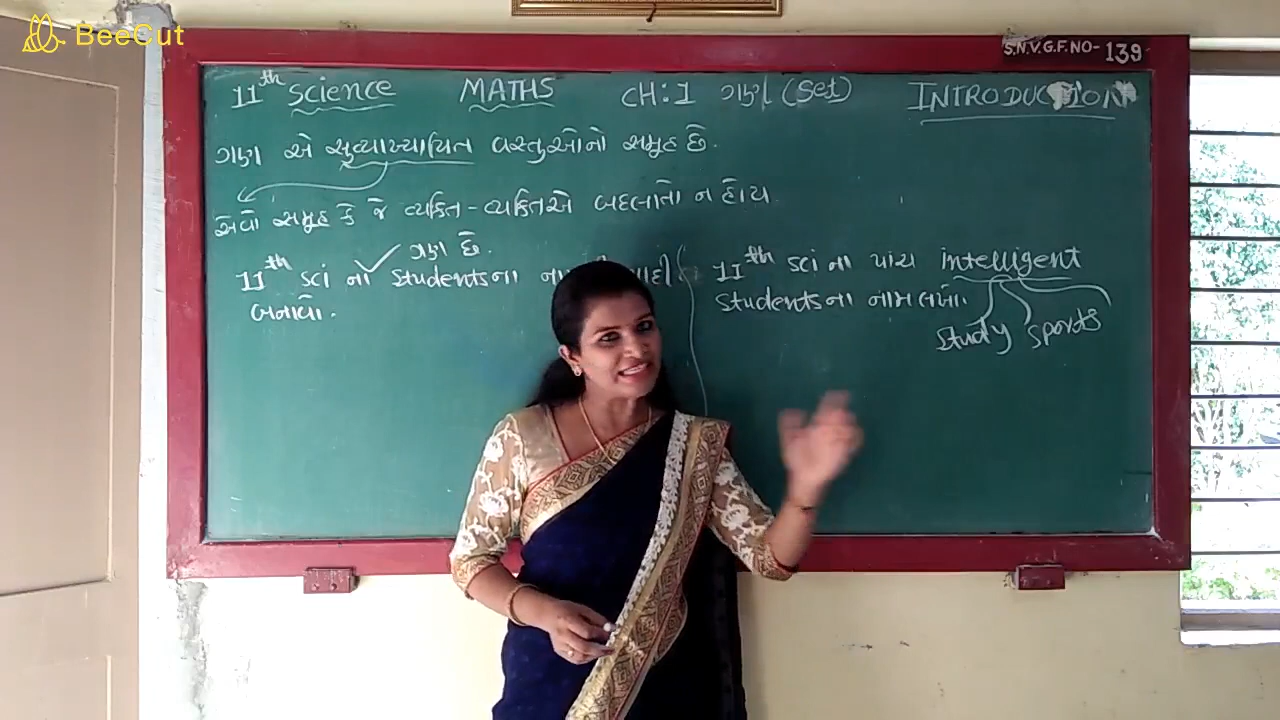 BeeCut
S.N.V.G.F.NO-139
11th Science MATHS CH:1 ગણ (Set) INTRODUCTION
ગણ એ સુવ્યાખ્યાયિત વસ્તુઓનો સમૂહ છે.
એવો સમૂહ કે જે વ્યકિત-વ્યકિતએ બદલાતો ન હોય
ગણ છે.
11th sci ના students ના યાદી
બનાવો.
11th sci ના પાંચ intelligent
students ના નામ લખો.
study sports